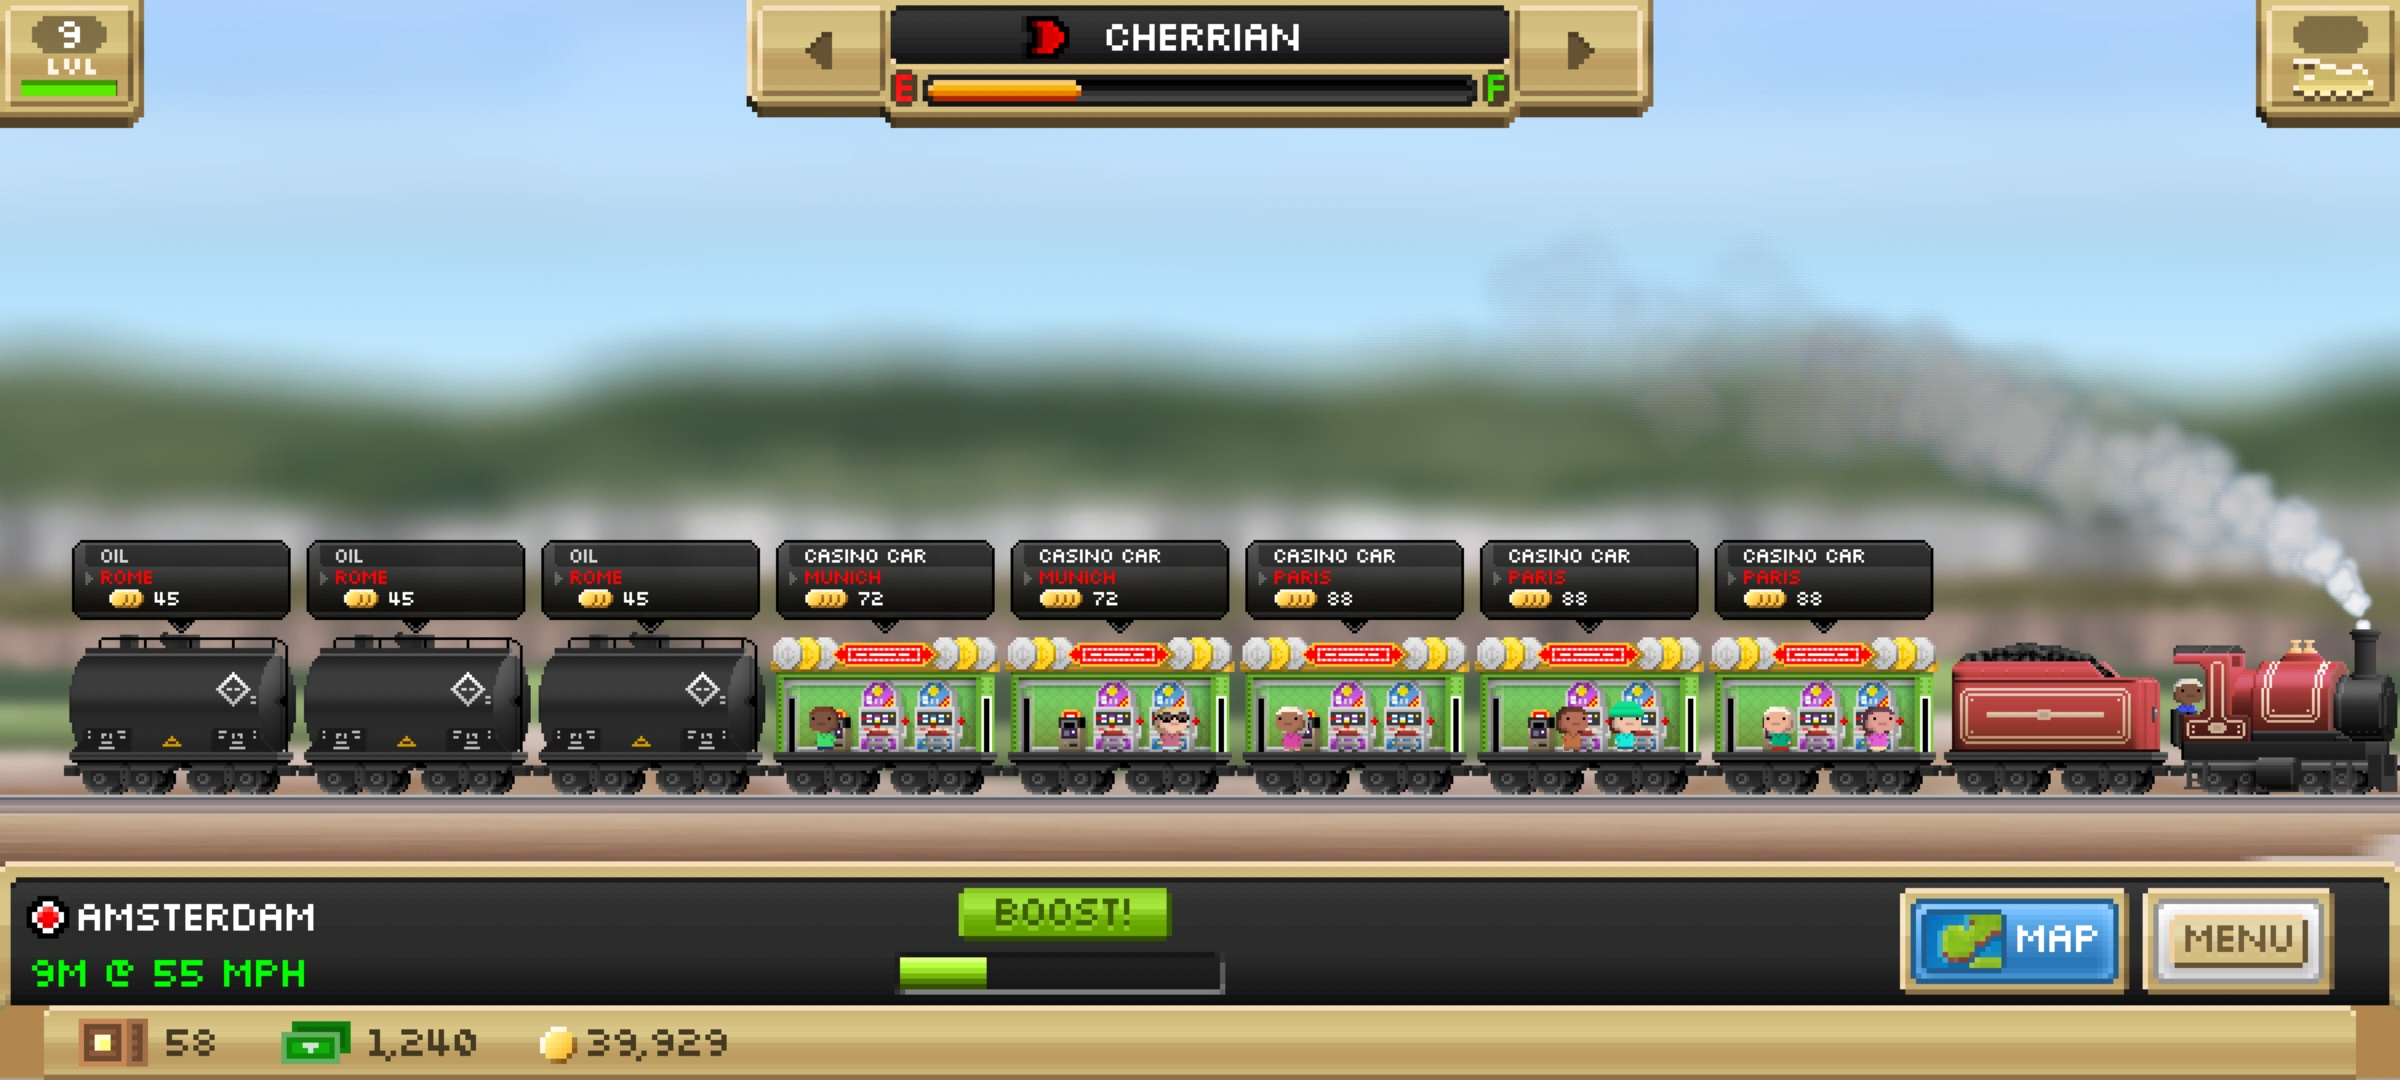 9
LVL
CHERRIAN
E F
OIL
ROME
45
OIL
ROME
45
OIL
ROME
45
CASINO CAR
MUNICH
72
CASINO CAR
MUNICH
72
CASINO CAR
PARIS
88
CASINO CAR
PARIS
88
CASINO CAR
PARIS
88
AMSTERDAM
9M @ 55 MPH
BOOST!
MAP
MENU
58 1,240 39,929